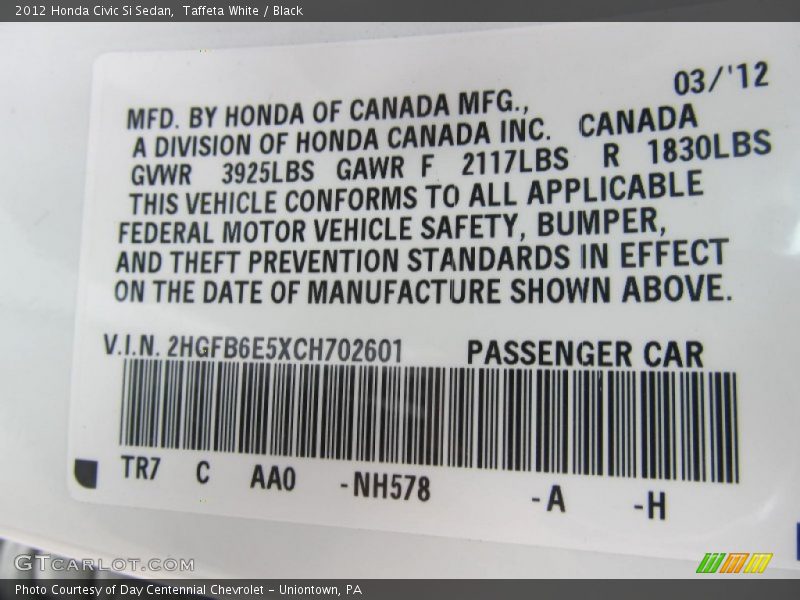 2012 Honda Civic Si Sedan,  Taffeta White / Black
03/'12
MFD. BY HONDA OF CANADA MFG.,
A DIVISION OF HONDA CANADA INC.  CANADA
GVWR  3925LBS  GAWR  F  2117LBS  R  1830LBS
THIS VEHICLE CONFORMS TO ALL APPLICABLE
FEDERAL MOTOR VEHICLE SAFETY, BUMPER,
AND THEFT PREVENTION STANDARDS IN EFFECT
ON THE DATE OF MANUFACTURE SHOWN ABOVE.
V.I.N. 2HGFB6E5XCH702601  PASSENGER CAR
TR7  C  AA0  -NH578  -A  -H
GTCARLOT.COM
Photo Courtesy of Day Centennial Chevrolet - Uniontown, PA